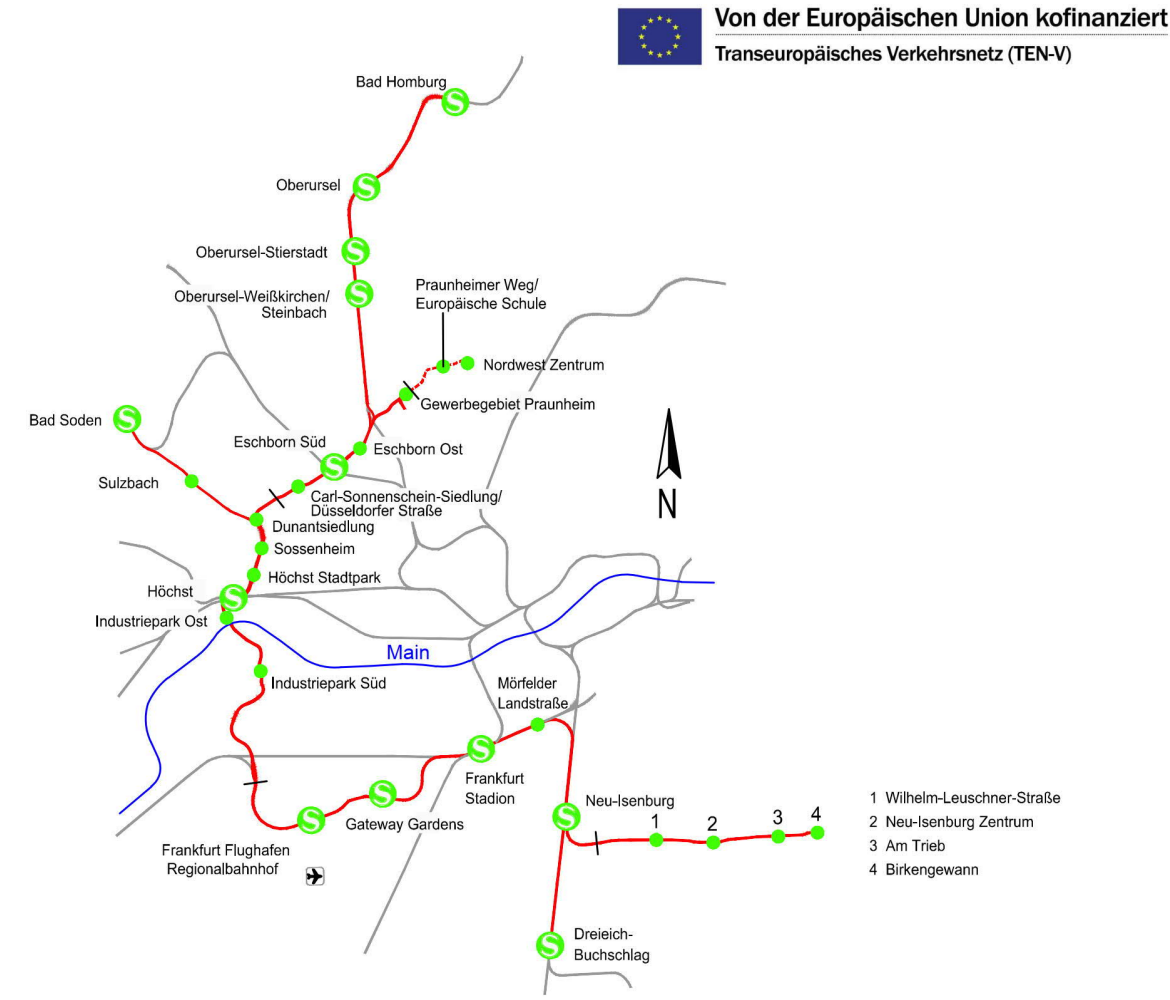 Von der Europäischen Union kofinanziert
Transeuropäisches Verkehrsnetz (TEN-V)
Bad Homburg
S
Oberursel
S
Oberursel-Stierstadt
S
Oberursel-Weißkirchen/
Steinbach
S
Praunheimer Weg/
Europäische Schule
Nordwest Zentrum
Gewerbegebiet Praunheim
Bad Soden
S
Eschborn Süd
S
Eschborn Ost
Sulzbach
Carl-Sonnenschein-Siedlung/
Düsseldorfer Straße
Dunantsiedlung
Sossenheim
Höchst Stadtpark
N
Höchst
S
Industriepark Ost
Main
Industriepark Süd
Mörfelder
Landstraße
S
Frankfurt
Stadion
S
Gateway Gardens
S
Frankfurt Flughafen
Regionalbahnhof
Neu-Isenburg
S
1
2
3
4
1 Wilhelm-Leuschner-Straße
2 Neu-Isenburg Zentrum
3 Am Trieb
4 Birkengewann
S
Dreieich-
Buchschlag